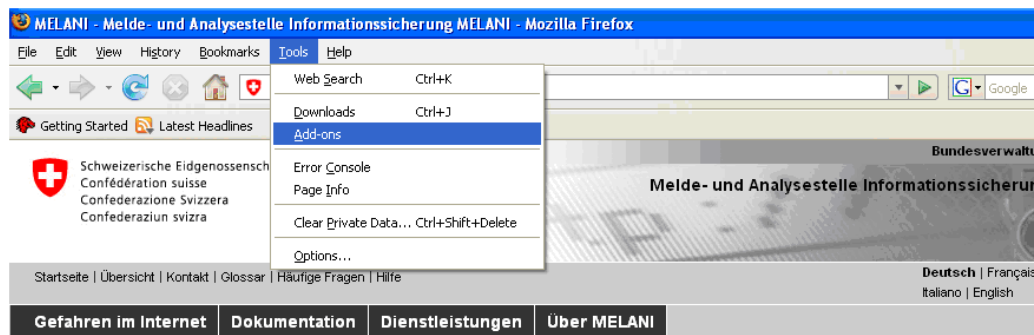 MELANI - Melde- und Analysestelle Informationssicherung MELANI - Mozilla Firefox
File Edit View History Bookmarks Tools Help
Web Search Ctrl+K
Google
Downloads Ctrl+J
Getting Started Latest Headlines
Add-ons
Bundesverwaltu
Schweizerische Eidgenossensch
Error Console
Confédération suisse
Page Info
Melde- und Analysestelle Informationssicherun
Confederazione Svizzera
Confederaziun svizra
Clear Private Data... Ctrl+Shift+Delete
Options...
Startseite | Übersicht | Kontakt | Glossar | Häufige Fragen | Hilfe
Deutsch | Français
Italiano | English
Gefahren im Internet Dokumentation Dienstleistungen Über MELANI